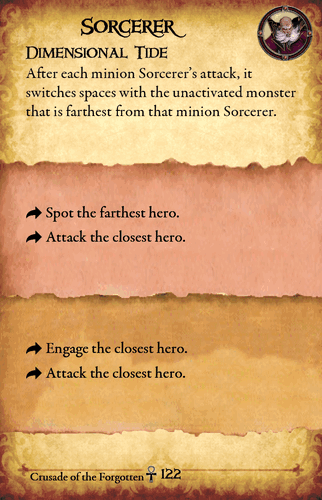 Sorcerer
Dimensional Tide
After each minion Sorcerer's attack, it
switches spaces with the unactivated monster
that is farthest from that minion Sorcerer.
Spot the farthest hero.
Attack the closest hero.
Engage the closest hero.
Attack the closest hero.
Crusade of the Forgotten 122